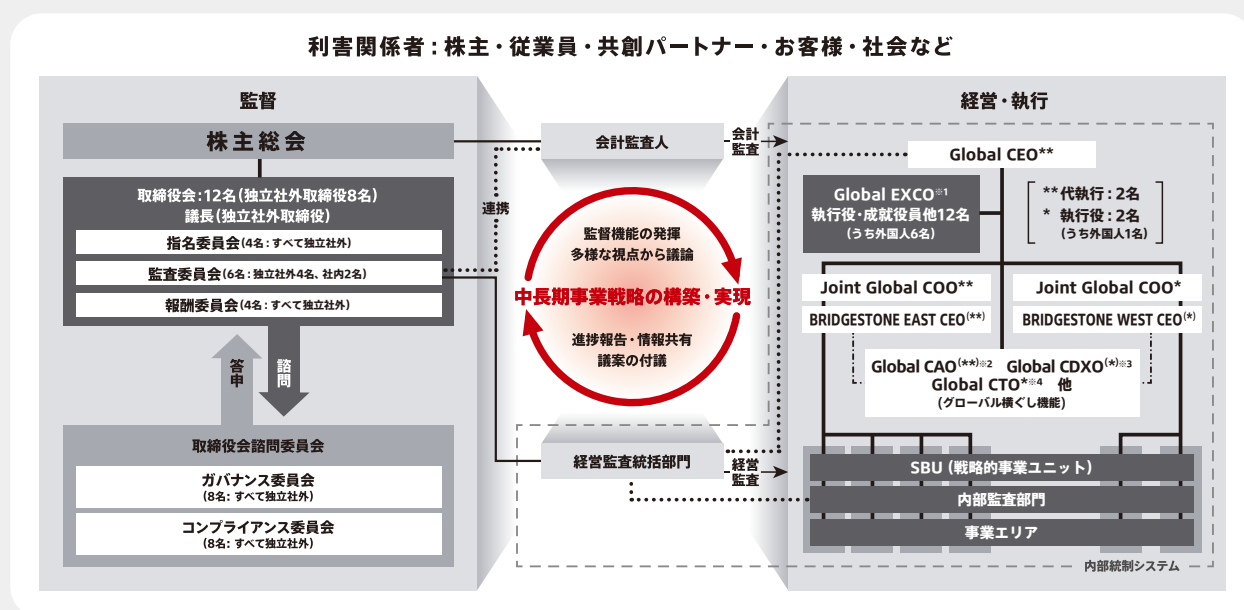 利害関係者：株主・従業員・共創パートナー・お客様・社会など
監督
株主総会
取締役会：12名（独立社外取締役8名）
議長（独立社外取締役）
指名委員会（4名：すべて独立社外）
監査委員会（6名：独立社外4名、社内2名）
報酬委員会（4名：すべて独立社外）
答申
諮問
取締役会諮問委員会
ガバナンス委員会
（8名：すべて独立社外）
コンプライアンス委員会
（8名：すべて独立社外）
連携
会計監査人
会計
監査
監督機能の発揮
多様な視点から議論
中長期事業戦略の構築・実現
進捗報告・情報共有
議案の付議
経営監査統括部門
経営
監査
経営・執行
Global CEO**
Global EXCO※1
執行役・成就役員他12名
（うち外国人6名）
**代執行：2名
* 執行役：2名
（うち外国人1名）
Joint Global COO**
BRIDGESTONE EAST CEO(**)
Joint Global COO*
BRIDGESTONE WEST CEO(*)
Global CAO(**)※2 Global CDXO(*)※3
Global CTO*※4 他
（グローバル横ぐし機能）
SBU（戦略的事業ユニット）
内部監査部門
事業エリア
内部統制システム